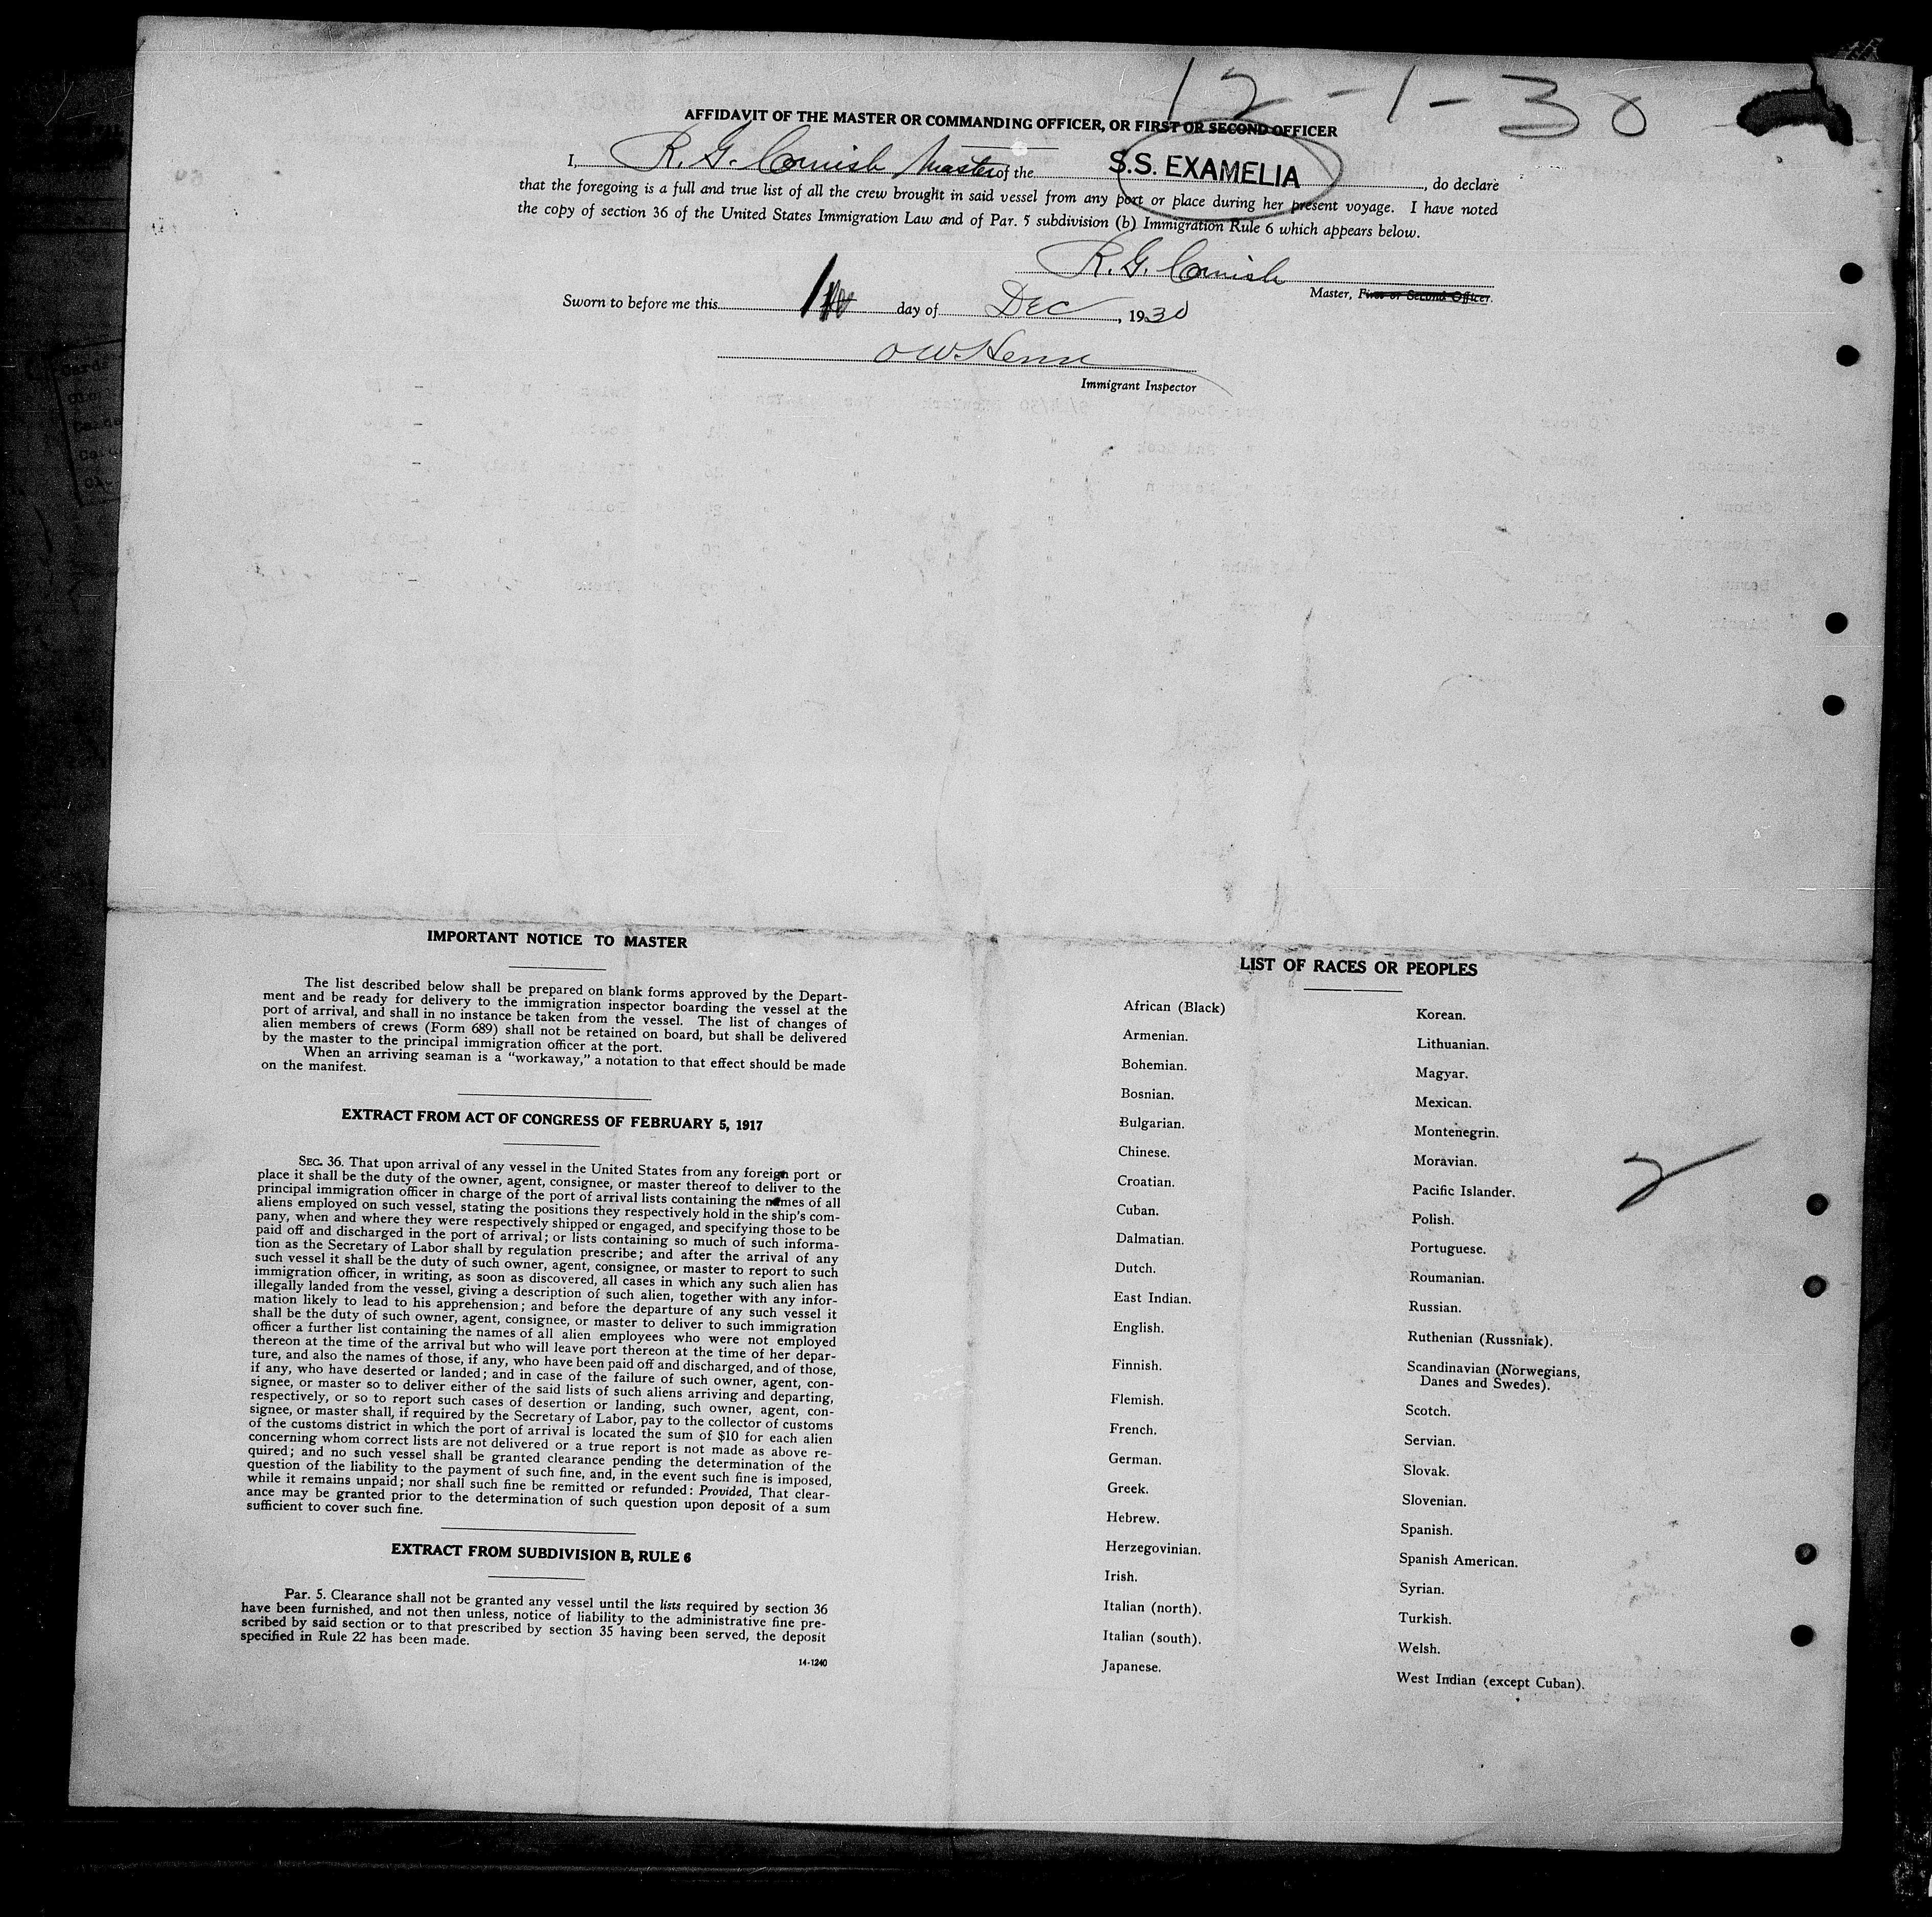 12-1-30
AFFIDAVIT OF THE MASTER OR COMMANDING OFFICER, OR FIRST OR SECOND OFFICER
I, R. G. Cornish Master of the S.S. EXAMELIA, do declare
that the foregoing is a full and true list of all the crew brought in said vessel from any port or place during her present voyage. I have noted
the copy of section 36 of the United States Immigration Law and of Par. 5 subdivision (b) Immigration Rule 6 which appears below.
R. G. Cornish
Master, First or Second Officer.
Sworn to before me this 1 day of Dec, 1930
Immigrant Inspector
IMPORTANT NOTICE TO MASTER
The list described below shall be prepared on blank forms approved by the Depart-
ment and be ready for delivery to the immigration inspector boarding the vessel at the
port of arrival, and shall in no instance be taken from the vessel. The list of changes of
alien members of crews (Form 689) shall not be retained on board, but shall be delivered
by the master to the principal immigration officer at the port.
When an arriving seaman is a "workaway," a notation to that effect should be made
on the manifest.
EXTRACT FROM ACT OF CONGRESS OF FEBRUARY 5, 1917
SEC. 36. That upon arrival of any vessel in the United States from any foreign port or
place it shall be the duty of the owner, agent, consignee, or master thereof to deliver to the
principal immigration officer in charge of the port of arrival lists containing the names of all
aliens employed on such vessel, stating the positions they respectively hold in the ship's com-
pany, when and where they were respectively shipped or engaged, and specifying those to be
paid off and discharged in the port of arrival; or lists containing so much of such informa-
tion as the Secretary of Labor shall by regulation prescribe; and after the arrival of any
such vessel it shall be the duty of such owner, agent, consignee, or master to report to such
immigration officer, in writing, as soon as discovered, all cases in which any such alien has
illegally landed from the vessel, giving a description of such alien, together with any infor-
mation likely to lead to his apprehension; and before the departure of any such vessel it
shall be the duty of such owner, agent, consignee, or master to deliver to such immigration
officer a further list containing the names of all alien employees who were not employed
thereon at the time of the arrival but who will leave port thereon at the time of her depar-
ture, and also the names of those, if any, who have been paid off and discharged, and of those,
if any, who have deserted or landed; and in case of the failure of such owner, agent, con-
signee, or master so to deliver either of the said lists of such aliens arriving and departing,
respectively, or so to report such cases of desertion or landing, such owner, agent, con-
signee, or master shall, if required by the Secretary of Labor, pay to the collector of customs
of the customs district in which the port of arrival is located the sum of $10 for each alien
concerning whom correct lists are not delivered or a true report is not made as above re-
quired; and no such vessel shall be granted clearance pending the determination of the
question of the liability to the payment of such fine, and, in the event such fine is imposed,
while it remains unpaid; nor shall such fine be remitted or refunded: Provided, That clear-
ance may be granted prior to the determination of such question upon deposit of a sum
sufficient to cover such fine.
EXTRACT FROM SUBDIVISION B, RULE 6
Par. 5. Clearance shall not be granted any vessel until the lists required by section 36
have been furnished, and not then unless, notice of liability to the administrative fine pre-
scribed by said section or to that prescribed by section 35 having been served, the deposit
specified in Rule 22 has been made.
14-1240
LIST OF RACES OR PEOPLES
African (Black)
Armenian.
Bohemian.
Bosnian.
Bulgarian.
Chinese.
Croatian.
Cuban.
Dalmatian.
Dutch.
East Indian.
English.
Finnish.
Flemish.
French.
German.
Greek.
Hebrew.
Herzegovinian.
Irish.
Italian (north).
Italian (south).
Japanese.
Korean.
Lithuanian.
Magyar.
Mexican.
Montenegrin.
Moravian.
Pacific Islander.
Polish.
Portuguese.
Roumanian.
Russian.
Ruthenian (Russniak).
Scandinavian (Norwegians,
Danes and Swedes).
Scotch.
Servian.
Slovak.
Slovenian.
Spanish.
Spanish American.
Syrian.
Turkish.
Welsh.
West Indian (except Cuban).
2